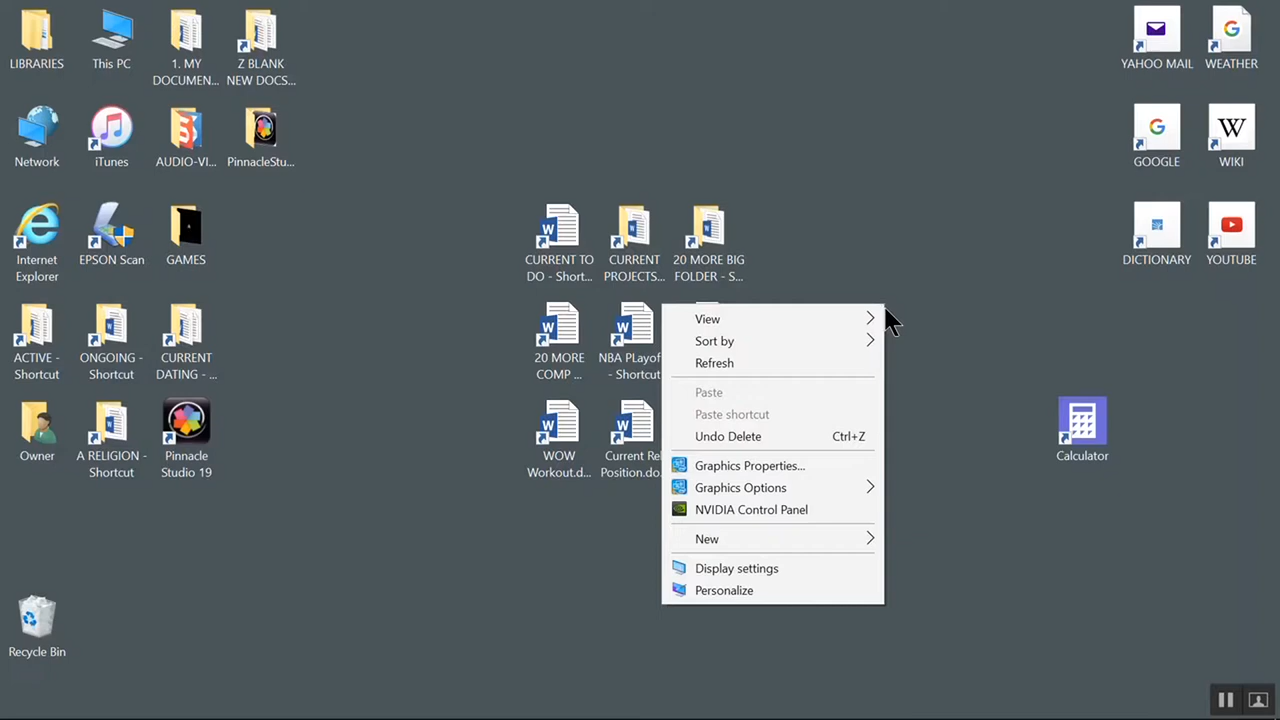 LIBRARIES
This PC
1. MY
DOCUMEN...
Z BLANK
NEW DOCS...
YAHOO MAIL
WEATHER
Network
iTunes
AUDIO-VI...
PinnacleStu...
GOOGLE
W
WIKI
Internet
Explorer
EPSON Scan
GAMES
CURRENT TO
DO - Short...
CURRENT
PROJECTS...
20 MORE BIG
FOLDER - S...
DICTIONARY
YOUTUBE
ACTIVE -
Shortcut
ONGOING -
Shortcut
CURRENT
DATING - ...
20 MORE
COMP ...
NBA PLayof
- Shortcut
View
Sort by
Refresh
Paste
Paste shortcut
Undo Delete Ctrl+Z
Graphics Properties...
Graphics Options
NVIDIA Control Panel
New
Display settings
Personalize
Owner
A RELIGION -
Shortcut
Pinnacle
Studio 19
WOW
Workout.d...
Current Rel
Position.do.
Calculator
Recycle Bin